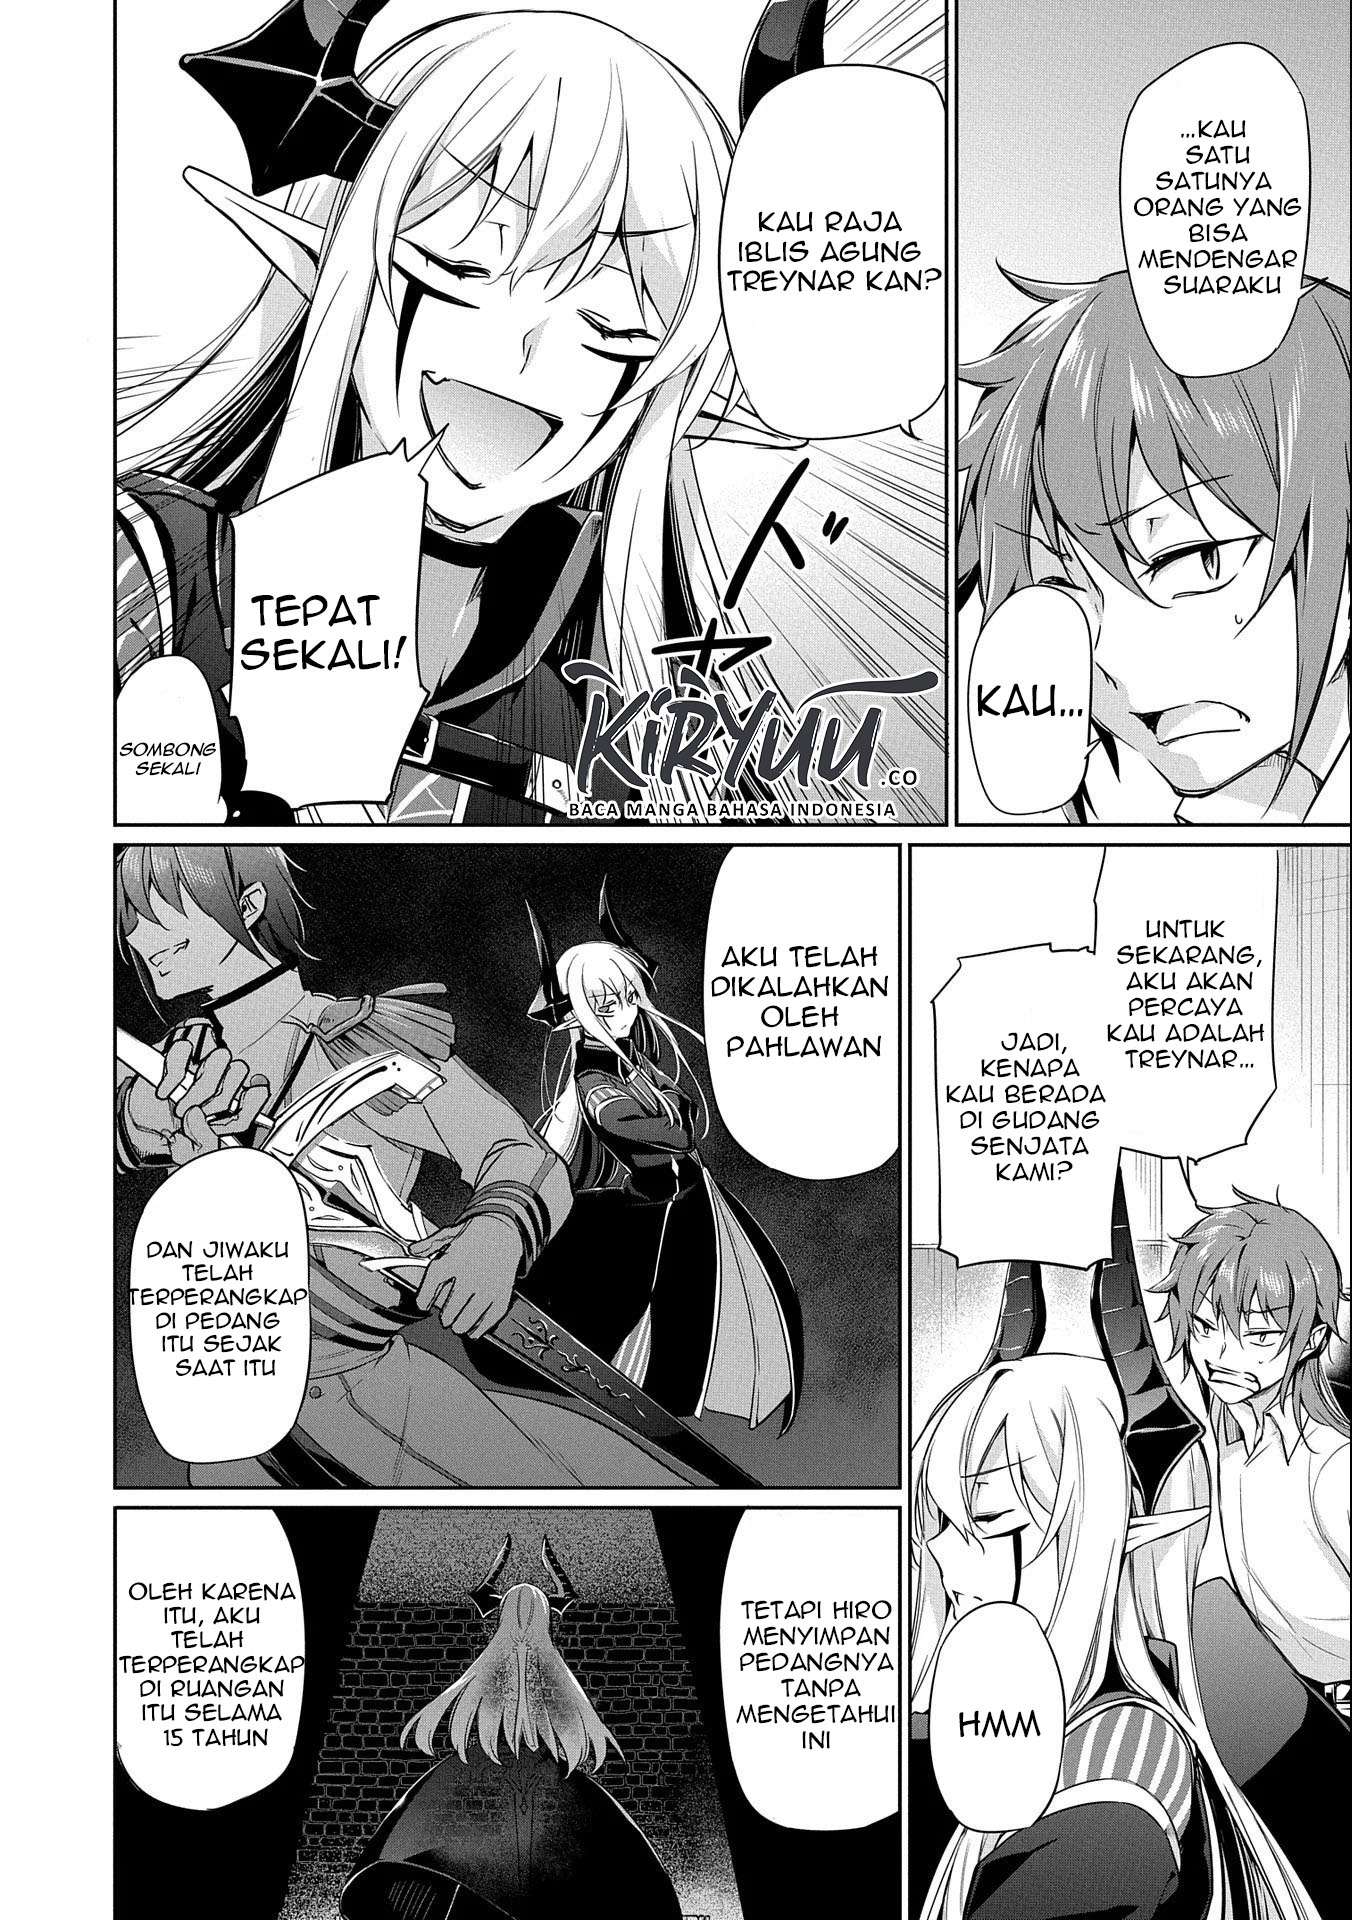 ...KAU
SATU
SATUNYA
ORANG YANG
BISA
MENDENGAR
SUARAKU
KAU...
KAU RAJA
IBLIS AGUNG
TREYNAR KAN?
TEPAT
SEKALI!
SOMBONG
SEKALI
ド
ヤ
KIRYUU.CO
BACA MANGA BAHASA INDONESIA
UNTUK
SEKARANG,
AKU AKAN
PERCAYA
KAU ADALAH
TREYNAR...
JADI,
KENAPA
KAU BERADA
DI GUDANG
SENJATA
KAMI?
HMM
AKU TELAH
DIKALAHKAN
OLEH
PAHLAWAN
DAN JIWAKU
TELAH
TERPERANGKAP
DI PEDANG
ITU SEJAK
SAAT ITU
TETAPI HIRO
MENYIMPAN
PEDANGNYA
TANPA
MENGETAHUI
INI
OLEH KARENA
ITU, AKU
TELAH
TERPERANGKAP
DI RUANGAN
ITU SELAMA
15 TAHUN